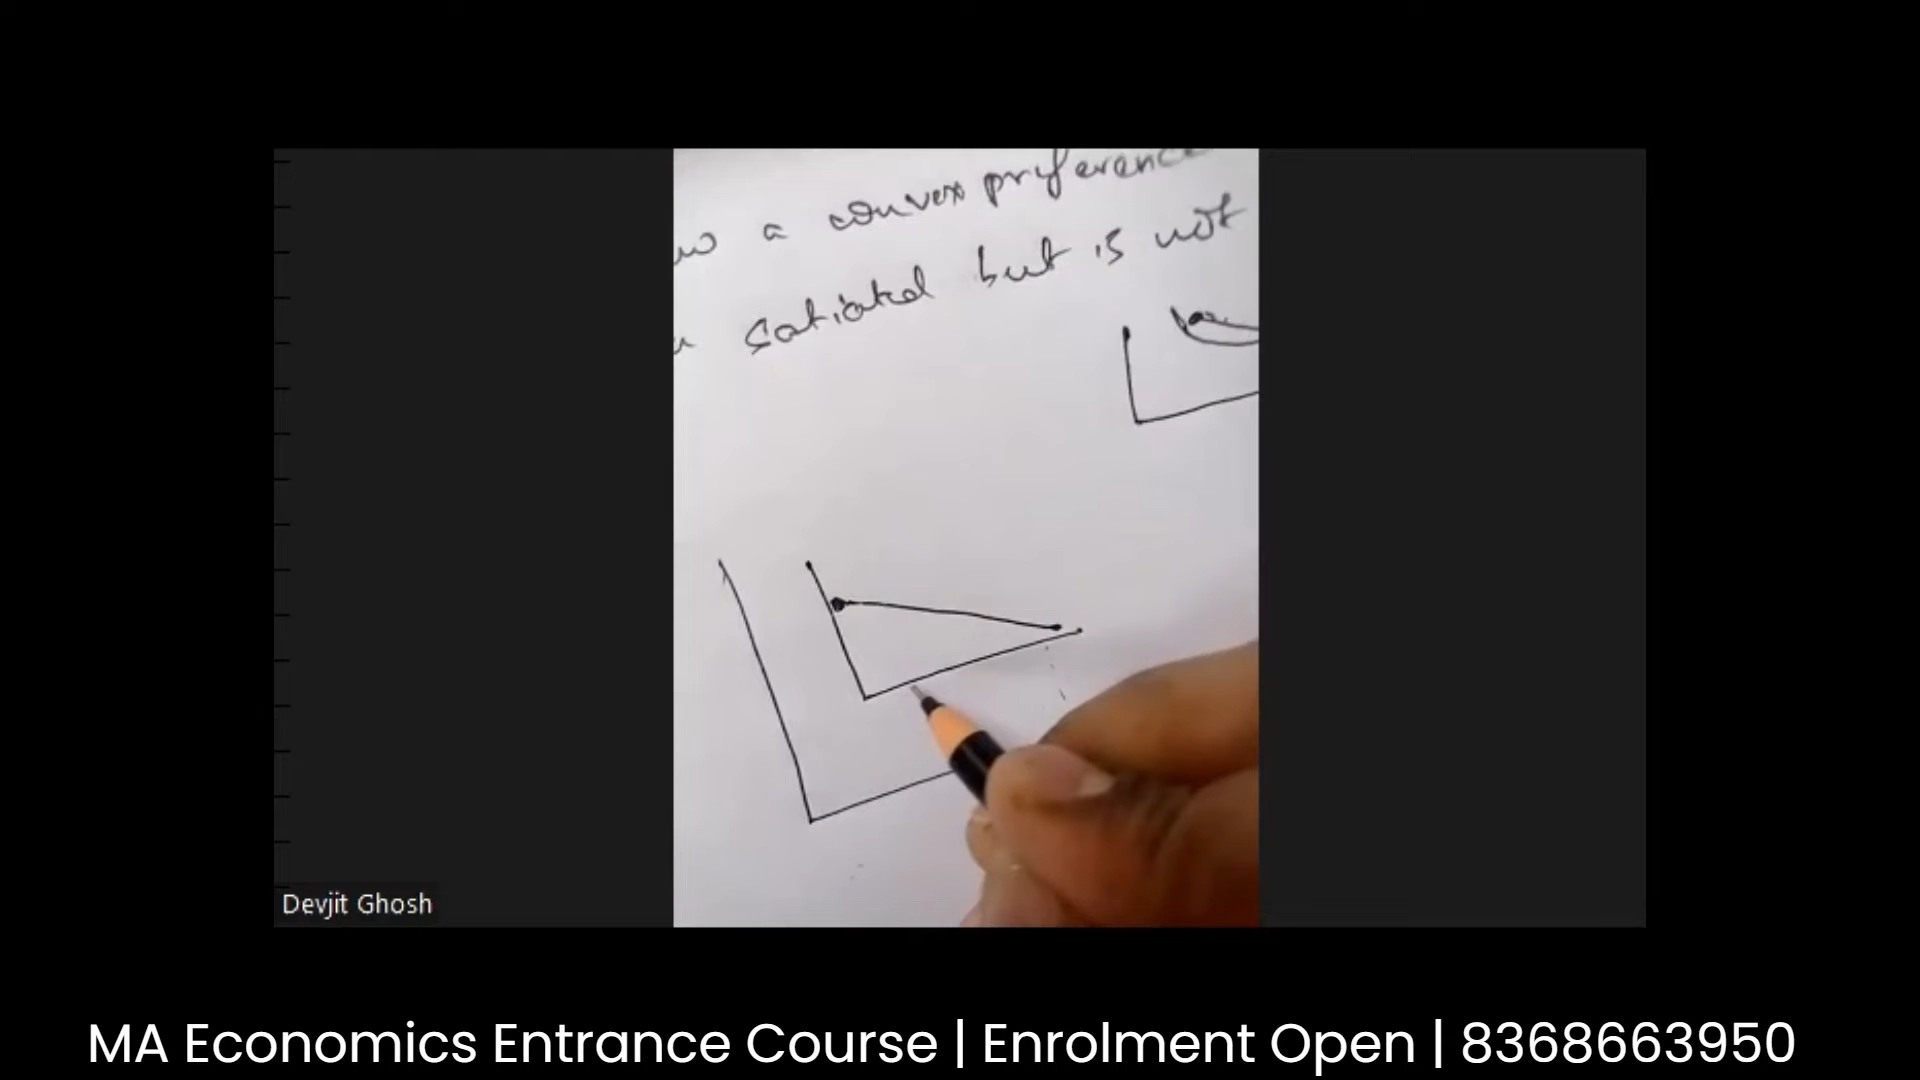 a convex preference
satiated but is not
Devjit Ghosh
MA Economics Entrance Course | Enrolment Open | 8368663950